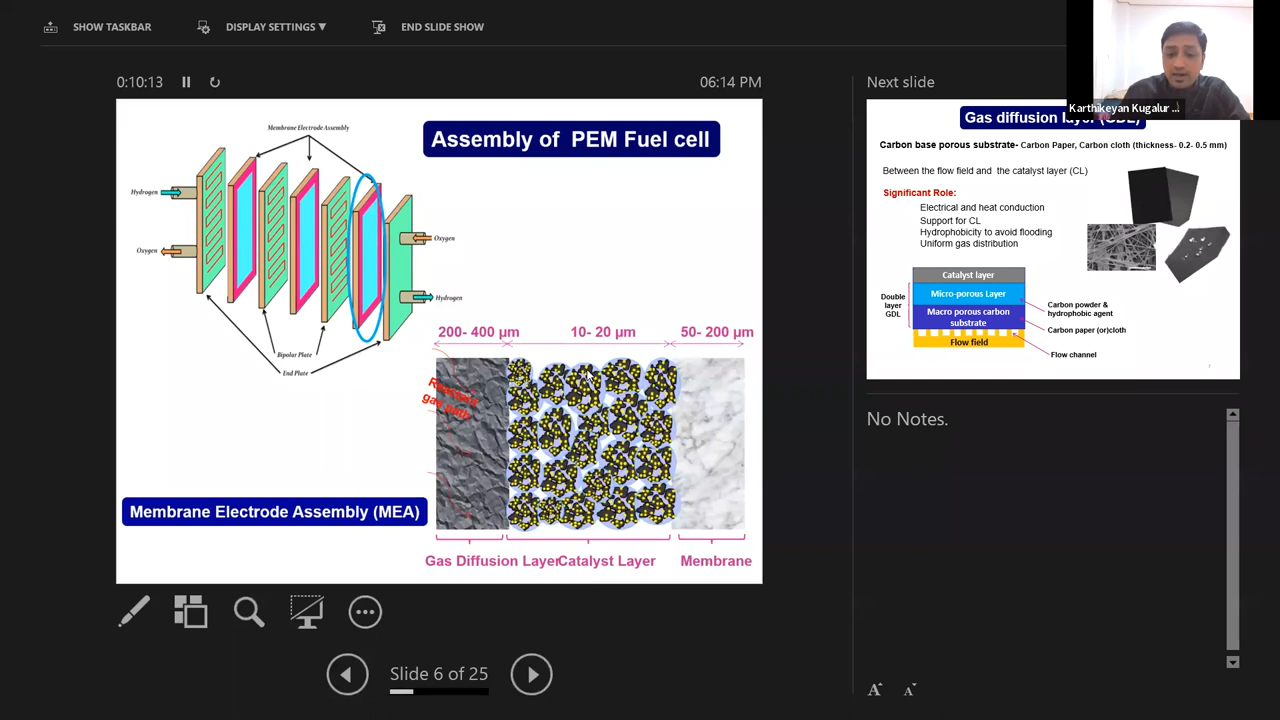 SHOW TASKBAR
DISPLAY SETTINGS ▼
END SLIDE SHOW
0:10:13
06:14 PM
Membrane Electrode Assembly
Assembly of PEM Fuel cell
Hydrogen
Oxygen
Oxygen
Hydrogen
Bipolar Plate
End Plate
200- 400 µm
10- 20 µm
50- 200 µm
gas
Membrane Electrode Assembly (MEA)
Gas Diffusion Layer
Catalyst Layer
Membrane
Slide 6 of 25
Next slide
Karthikeyan Kugalur ...
Gas diffusion layer
Carbon base porous substrate- Carbon Paper, Carbon cloth (thickness- 0.2- 0.5 mm)
Between the flow field and the catalyst layer (CL)
Significant Role:
Electrical and heat conduction
Support for CL
Hydrophobicity to avoid flooding
Uniform gas distribution
Catalyst layer
Micro-porous Layer
Macro porous carbon
substrate
Flow field
Double
layer
GDL
Carbon powder &
hydrophobic agent
Carbon paper (or)cloth
Flow channel
7
No Notes.
A
A